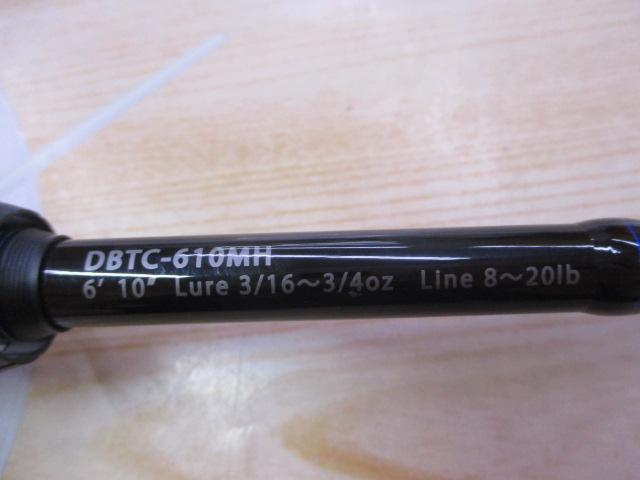 DBTC-610MH
6' 10" Lure 3/16～3/4oz Line 8～20lb